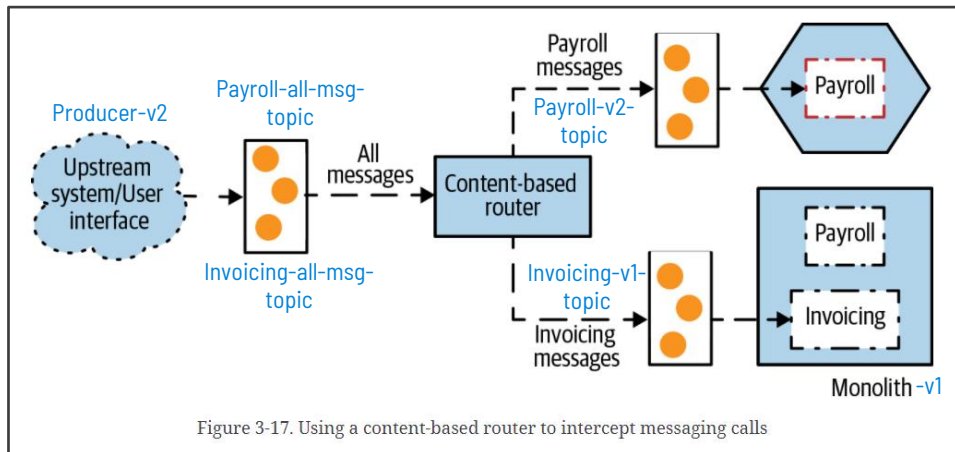 Producer-v2
Upstream
system/User
interface
Payroll-all-msg-
topic
Invoicing-all-msg-
topic
All
messages
Content-based
router
Payroll
messages
Payroll-v2-
topic
Payroll
Invoicing-v1-
topic
Invoicing
messages
Payroll
Invoicing
Monolith -v1
Figure 3-17. Using a content-based router to intercept messaging calls